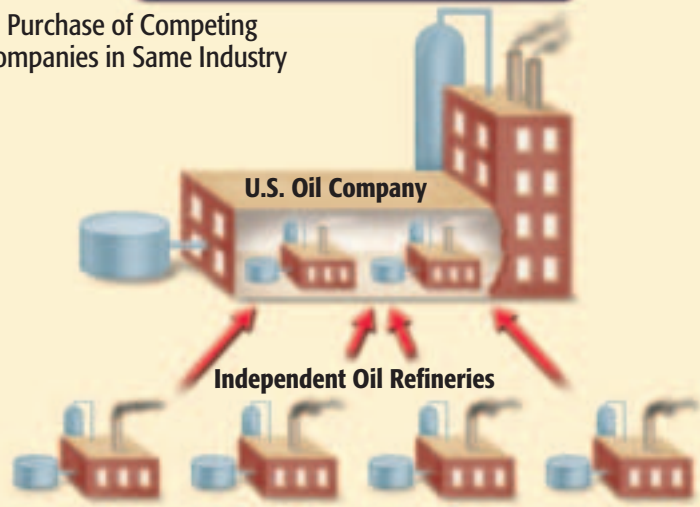 Purchase of Competing
ompanies in Same Industry
U.S. Oil Company
Independent Oil Refineries